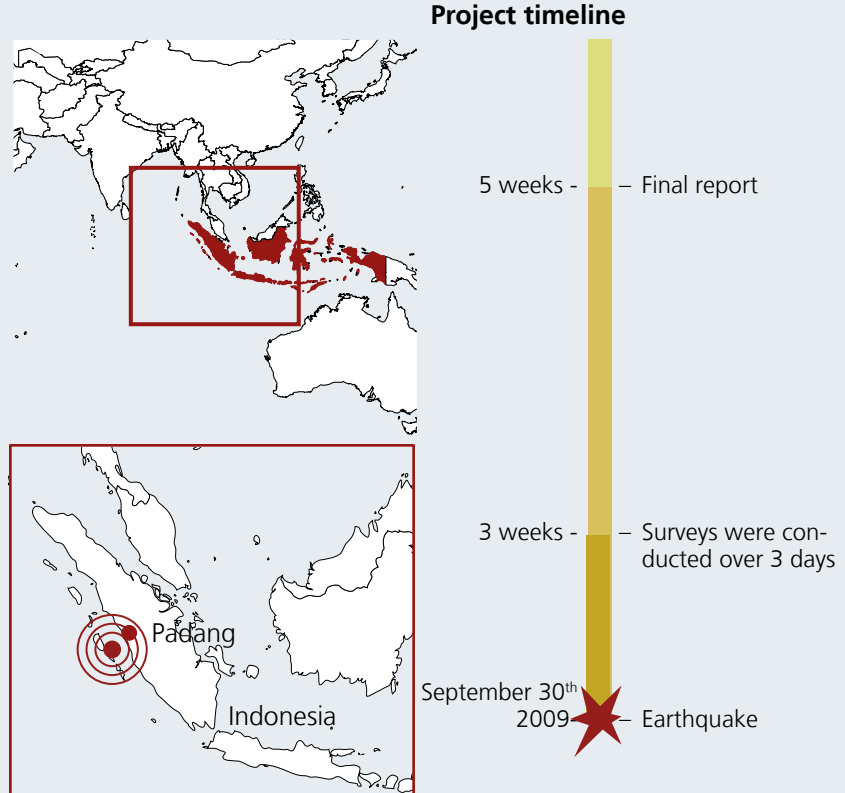 Project timeline
5 weeks - – Final report
3 weeks - – Surveys were con-
ducted over 3 days
Padang
Indonesia
September 30th
2009- – Earthquake